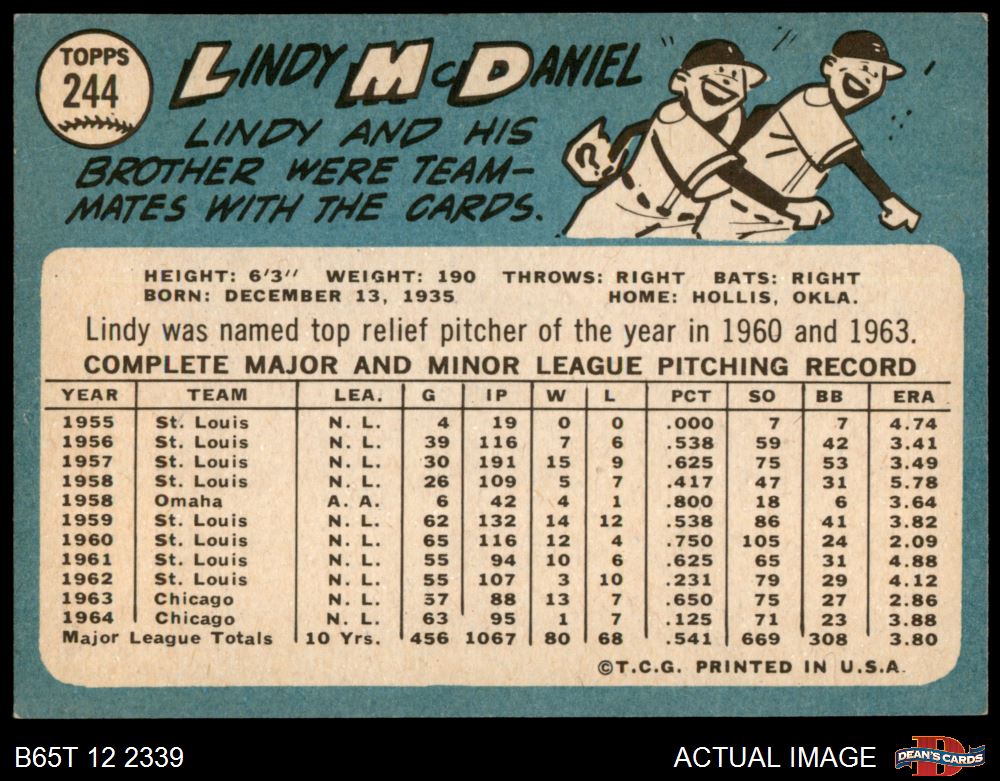 TOPPS
244
LINDY McDANIEL
LINDY AND HIS
BROTHER WERE TEAM-
MATES WITH THE CARDS.
?
HEIGHT: 6'3" WEIGHT: 190 THROWS: RIGHT BATS: RIGHT
BORN: DECEMBER 13, 1935 HOME: HOLLIS, OKLA.
Lindy was named top relief pitcher of the year in 1960 and 1963.
COMPLETE MAJOR AND MINOR LEAGUE PITCHING RECORD
YEAR TEAM LEA. G IP W L PCT SO BB ERA
1955 St. Louis N. L. 4 19 0 0 .000 7 7 4.74
1956 St. Louis N. L. 39 116 7 6 .538 59 42 3.41
1957 St. Louis N. L. 30 191 15 9 .625 75 53 3.49
1958 St. Louis N. L. 26 109 5 7 .417 47 31 5.78
1958 Omaha A. A. 6 42 4 1 .800 18 6 3.64
1959 St. Louis N. L. 62 132 14 12 .538 86 41 3.82
1960 St. Louis N. L. 65 116 12 4 .750 105 24 2.09
1961 St. Louis N. L. 55 94 10 6 .625 65 31 4.88
1962 St. Louis N. L. 55 107 3 10 .231 79 29 4.12
1963 Chicago N. L. 37 88 13 7 .650 75 27 2.86
1964 Chicago N. L. 63 95 1 7 .125 71 23 3.88
Major League Totals 10 Yrs. 456 1067 80 68 .541 669 308 3.80
©T.C.G. PRINTED IN U.S.A.
B65T 12 2339 ACTUAL IMAGE
D
DEAN'S CARDS